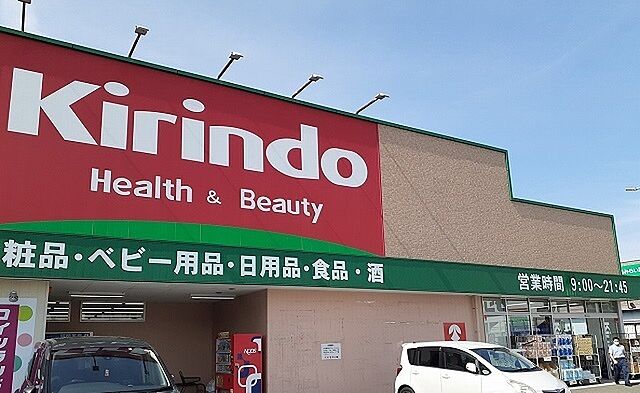 Kirindo
Health & Beauty
粧品・ベビー用品・日用品・食品・酒
営業時間 9:00～21:45